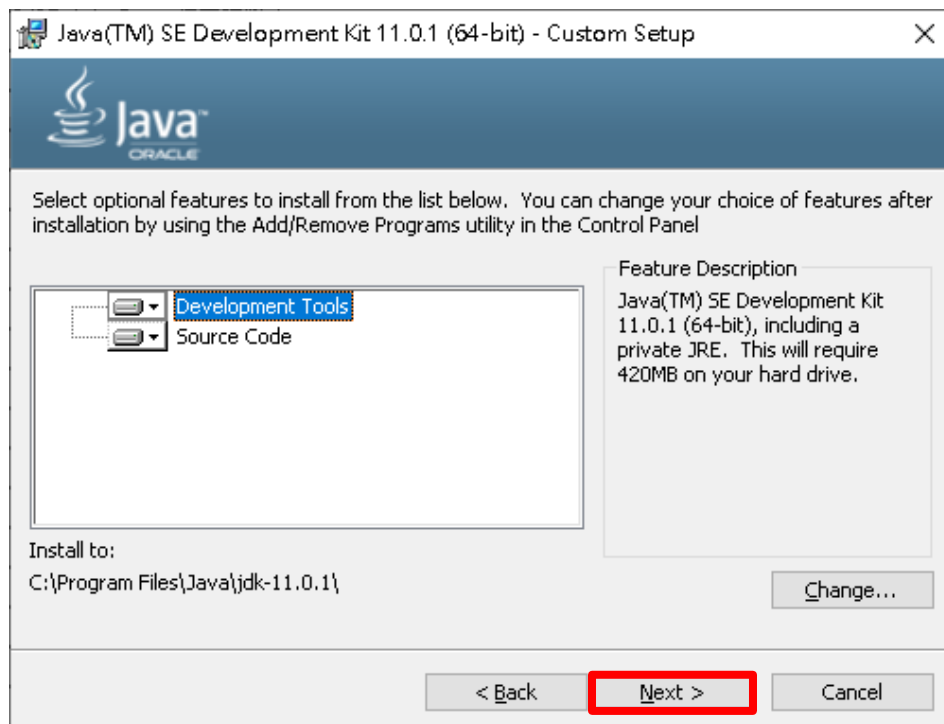 Java(TM) SE Development Kit 11.0.1 (64-bit) - Custom Setup
Java™
ORACLE
Select optional features to install from the list below.  You can change your choice of features after
installation by using the Add/Remove Programs utility in the Control Panel
Development Tools
Source Code
Feature Description
Java(TM) SE Development Kit
11.0.1 (64-bit), including a
private JRE.  This will require
420MB on your hard drive.
Install to:
C:\Program Files\Java\jdk-11.0.1\
Change...
< Back
Next >
Cancel